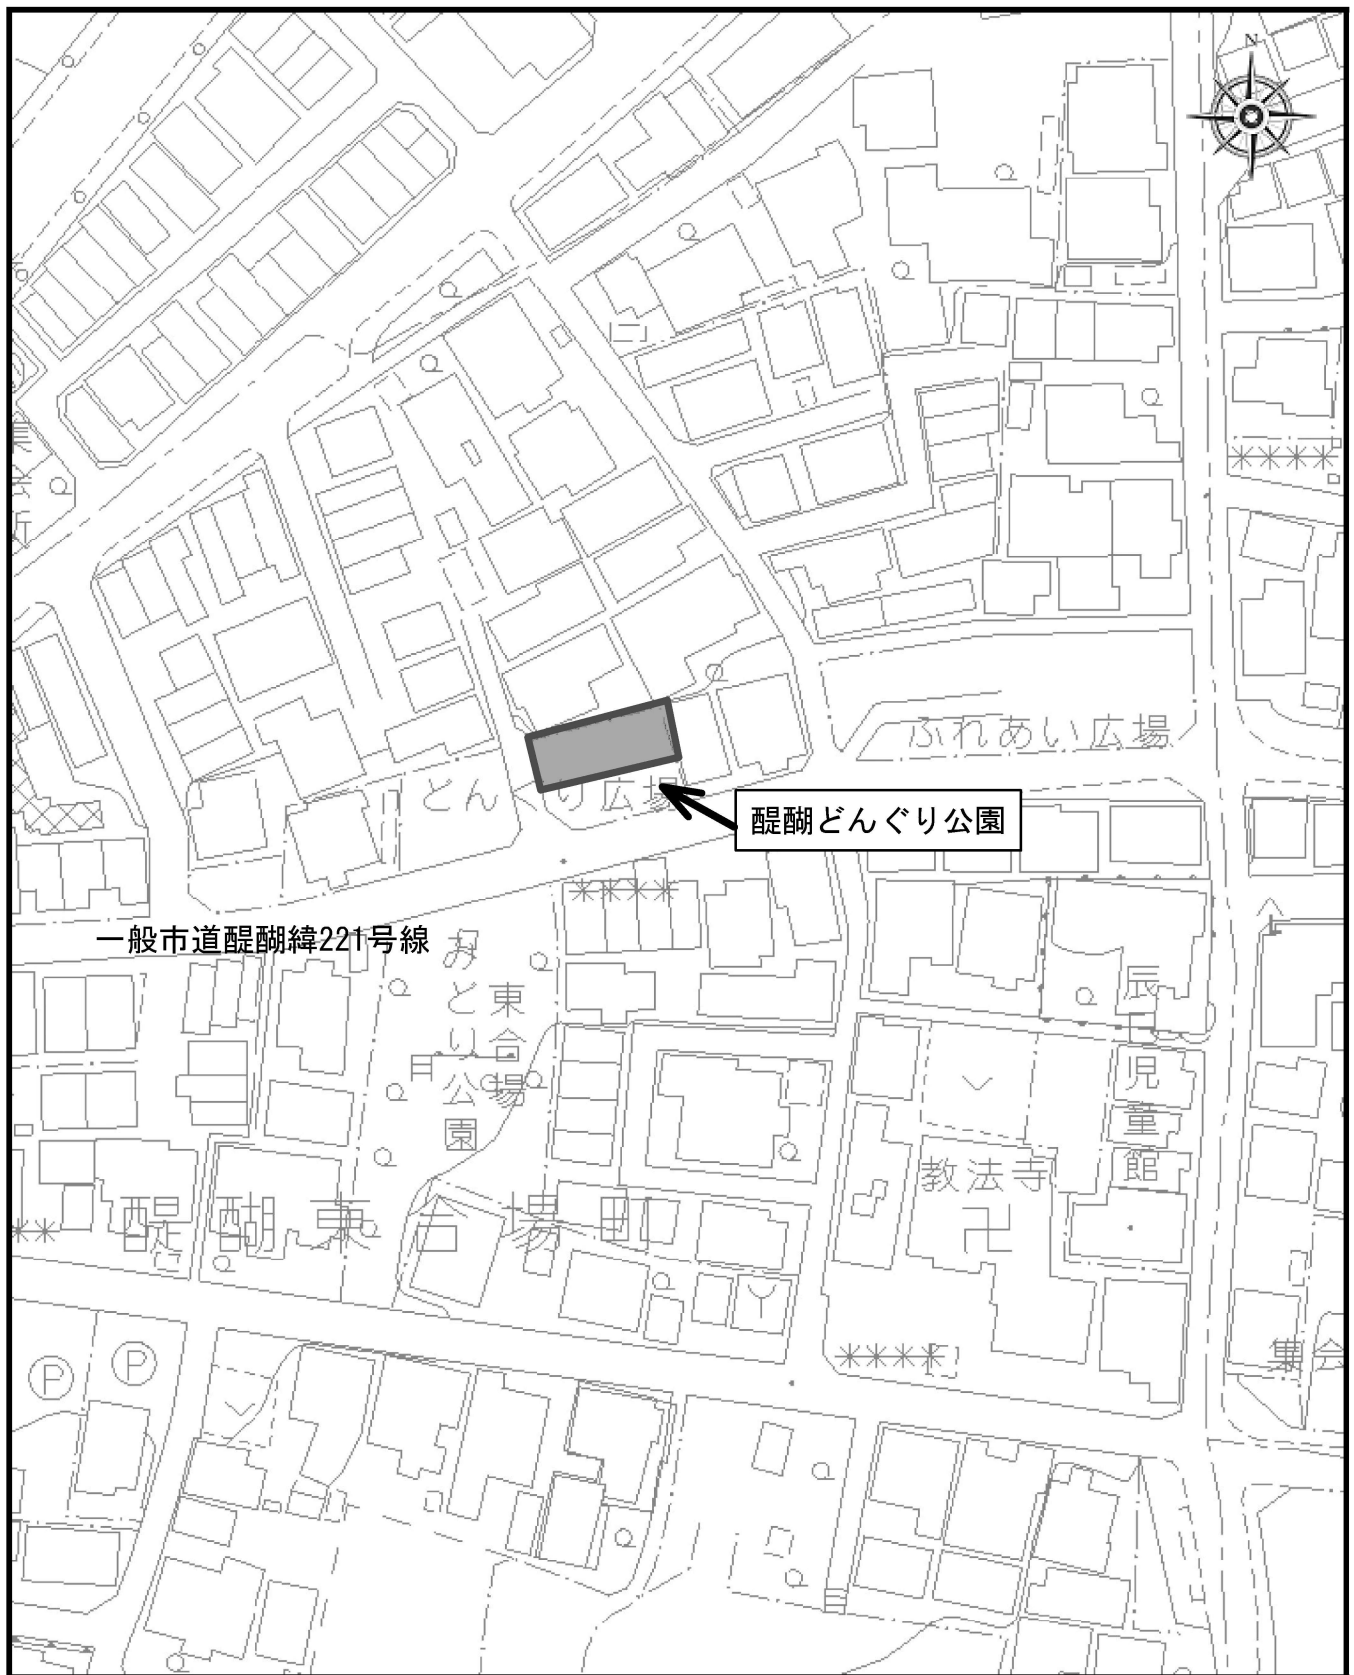 N
ふれあい広場
どんぐり広場
醍醐どんぐり公園
一般市道醍醐緯221号線
みどり公園
東合場
辰巳児童館
教法寺
醍醐東合場町
P
P
集会